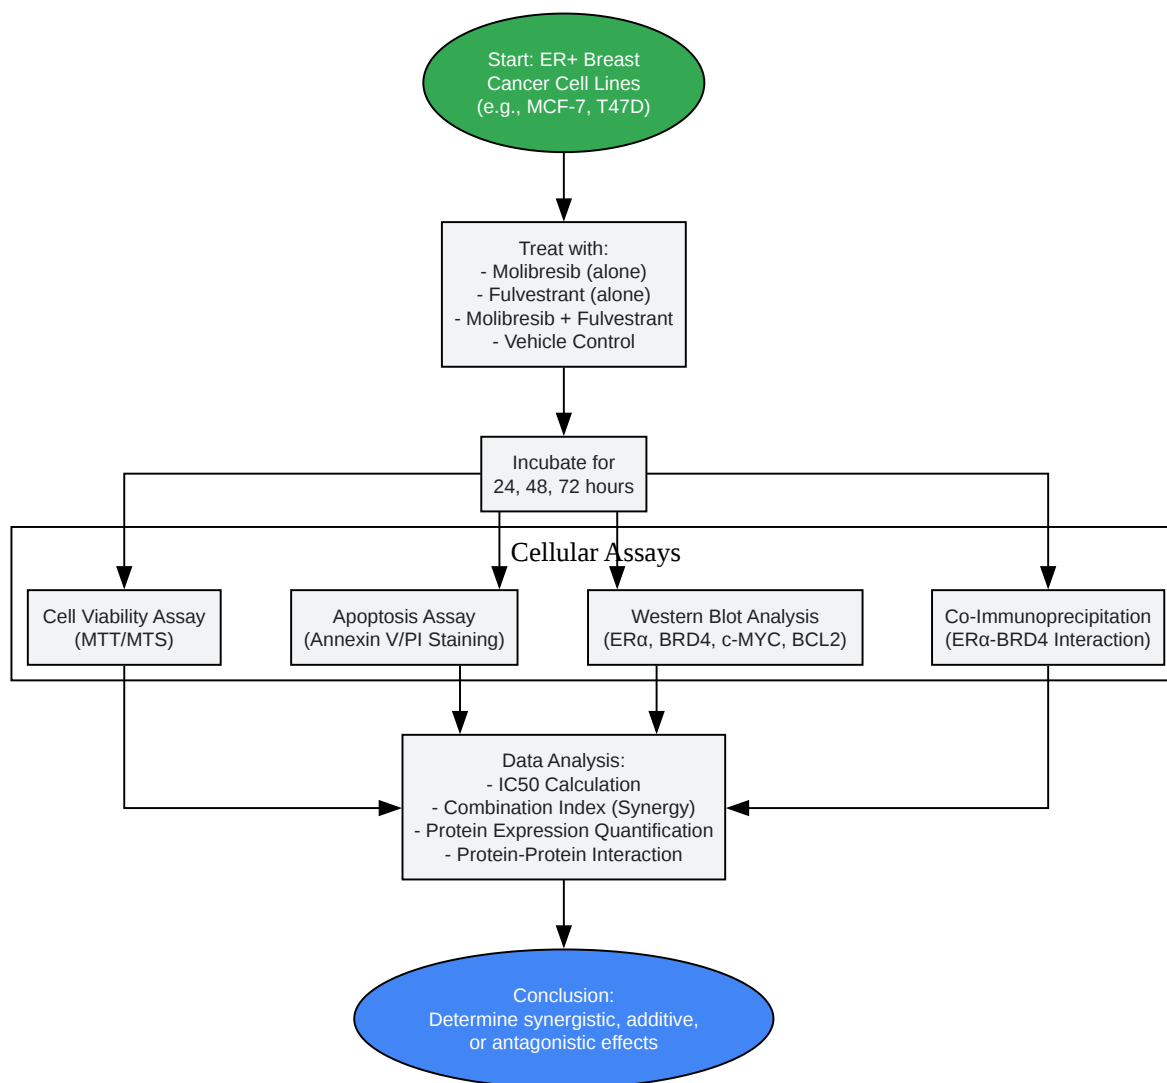 Start: ER+ Breast
Cancer Cell Lines
(e.g., MCF-7, T47D)
Treat with:
- Molibresib (alone)
- Fulvestrant (alone)
- Molibresib + Fulvestrant
- Vehicle Control
Incubate for
24, 48, 72 hours
Cellular Assays
Cell Viability Assay
(MTT/MTS)
Apoptosis Assay
(Annexin V/PI Staining)
Western Blot Analysis
(ERα, BRD4, c-MYC, BCL2)
Co-Immunoprecipitation
(ERα-BRD4 Interaction)
Data Analysis:
- IC50 Calculation
- Combination Index (Synergy)
- Protein Expression Quantification
- Protein-Protein Interaction
Conclusion:
Determine synergistic, additive,
or antagonistic effects